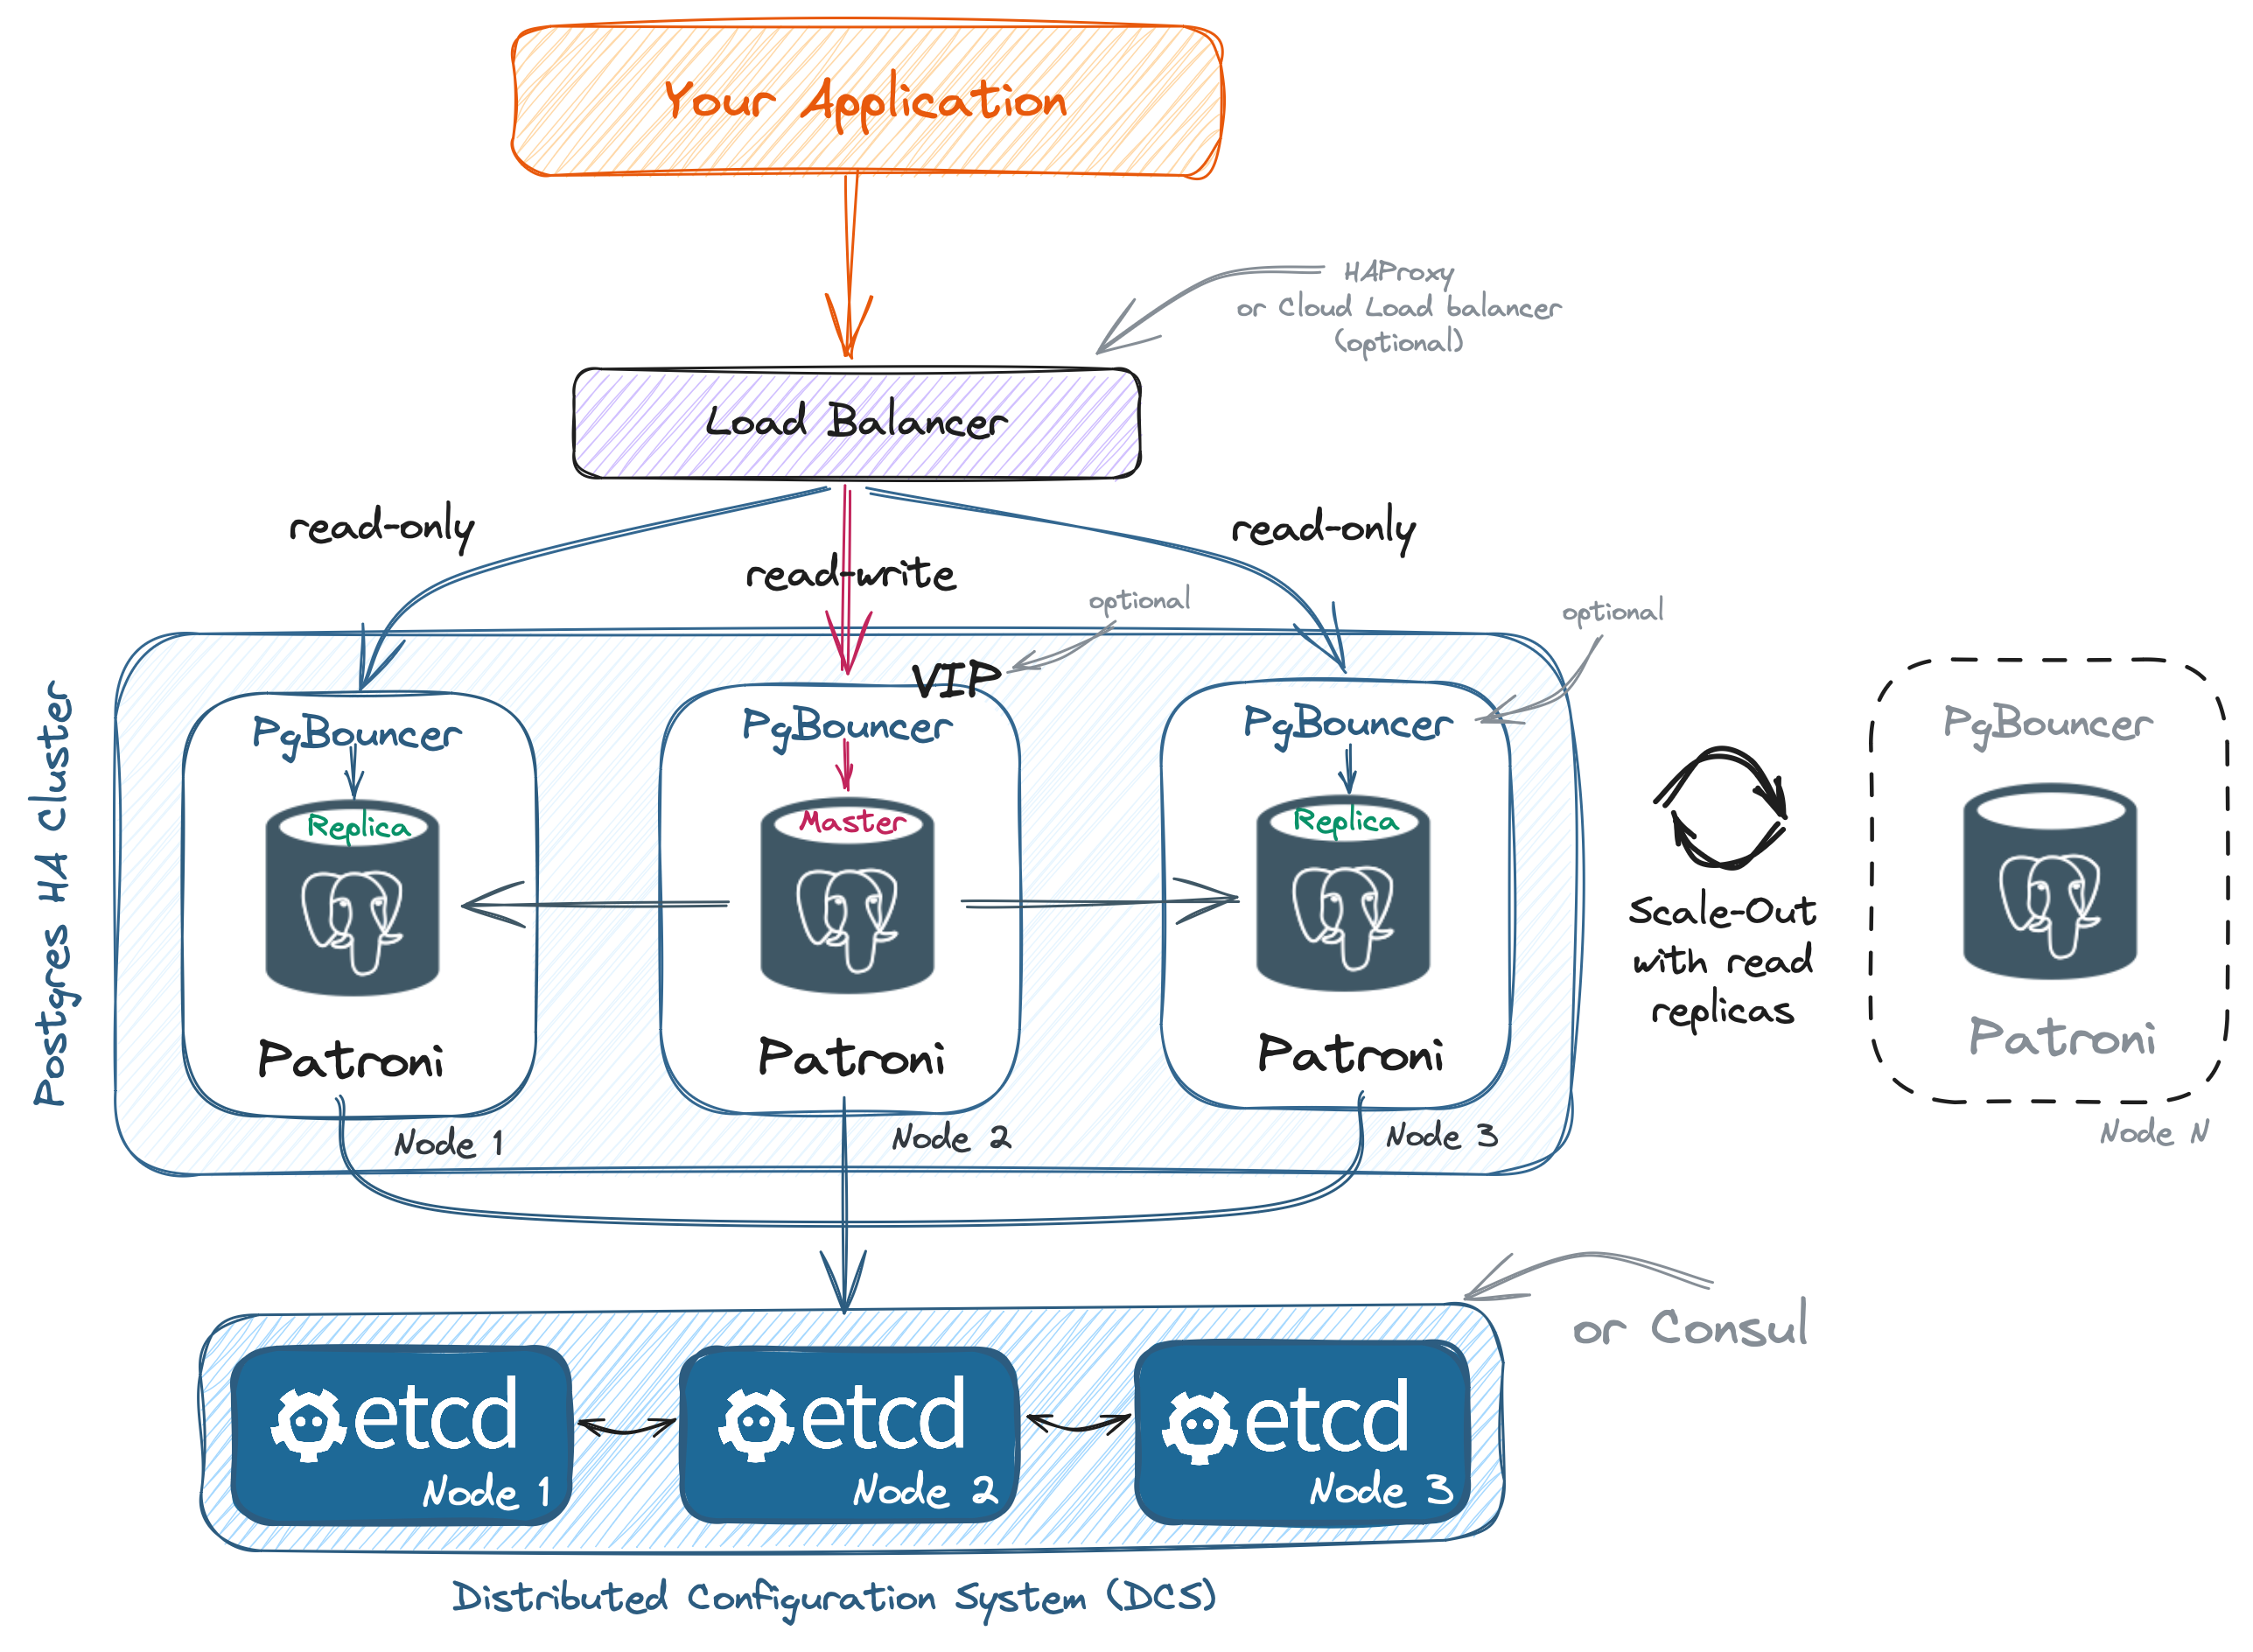 Your Application
HAProxy
or Cloud Load balancer
(optional)
Load Balancer
read-only
read-write
read-only
optional
optional
VIP
Postgres HA Cluster
PgBouncer
Replica
Patroni
Node 1
PgBouncer
Master
Patroni
Node 2
PgBouncer
Replica
Patroni
Node 3
Scale-Out
with read
replicas
PgBouncer
Patroni
Node N
or Consul
etcd
Node 1
etcd
Node 2
etcd
Node 3
Distributed Configuration System (DCS)